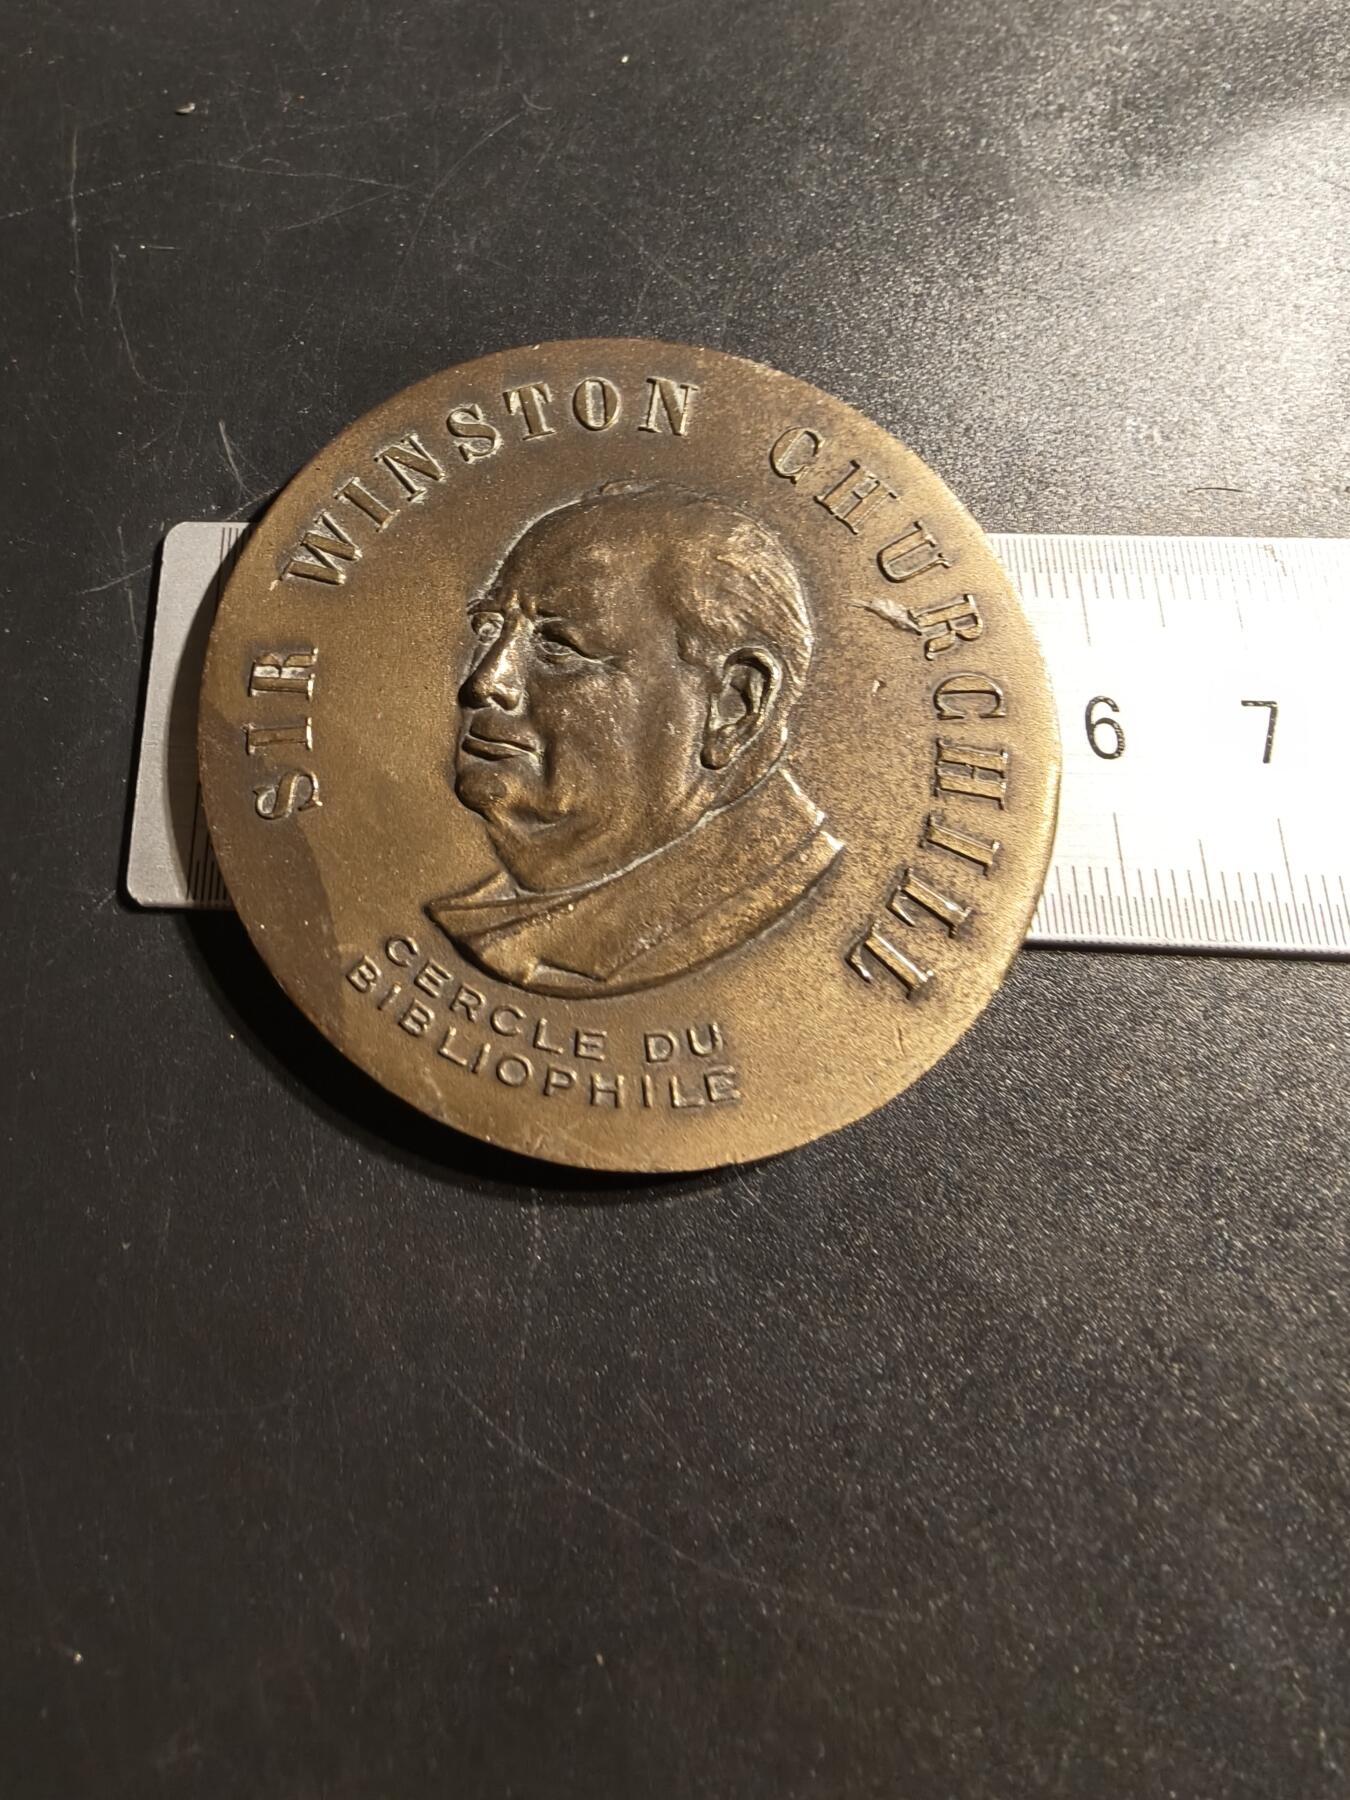 SIR WINSTON CHURCHILL
CERCLE DU
BIBLIOPHILE
6 7